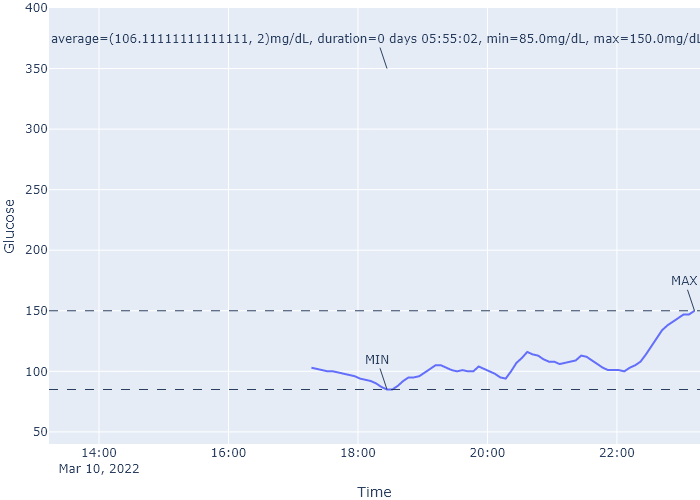 400
average=(106.11111111111111, 2)mg/dL, duration=0 days 05:55:02, min=85.0mg/dL, max=150.0mg/dL
350
300
250
200
150
100
50
Glucose
MAX
MIN
14:00 16:00 18:00 20:00 22:00
Mar 10, 2022
Time